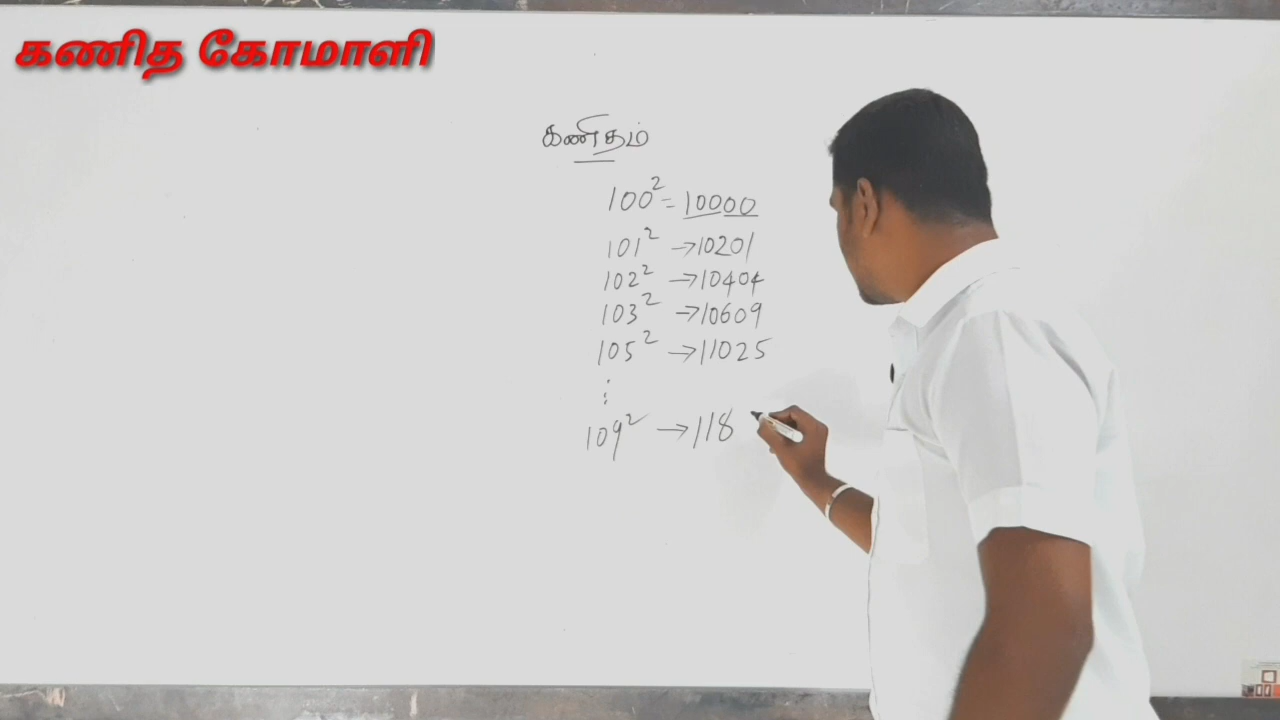 கணித கோமாளி
கணிதம்
100² = 10000
101² → 10201
102² → 10404
103² → 10609
105² → 11025
⋮
109² → 118